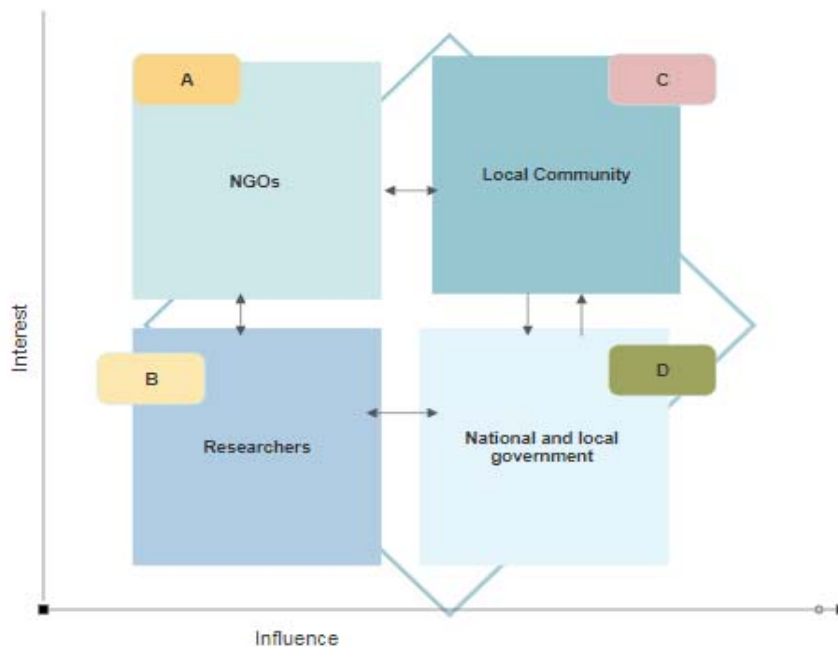 A
C
NGOs
Local Community
Interest
B
D
Researchers
National and local
government
Influence